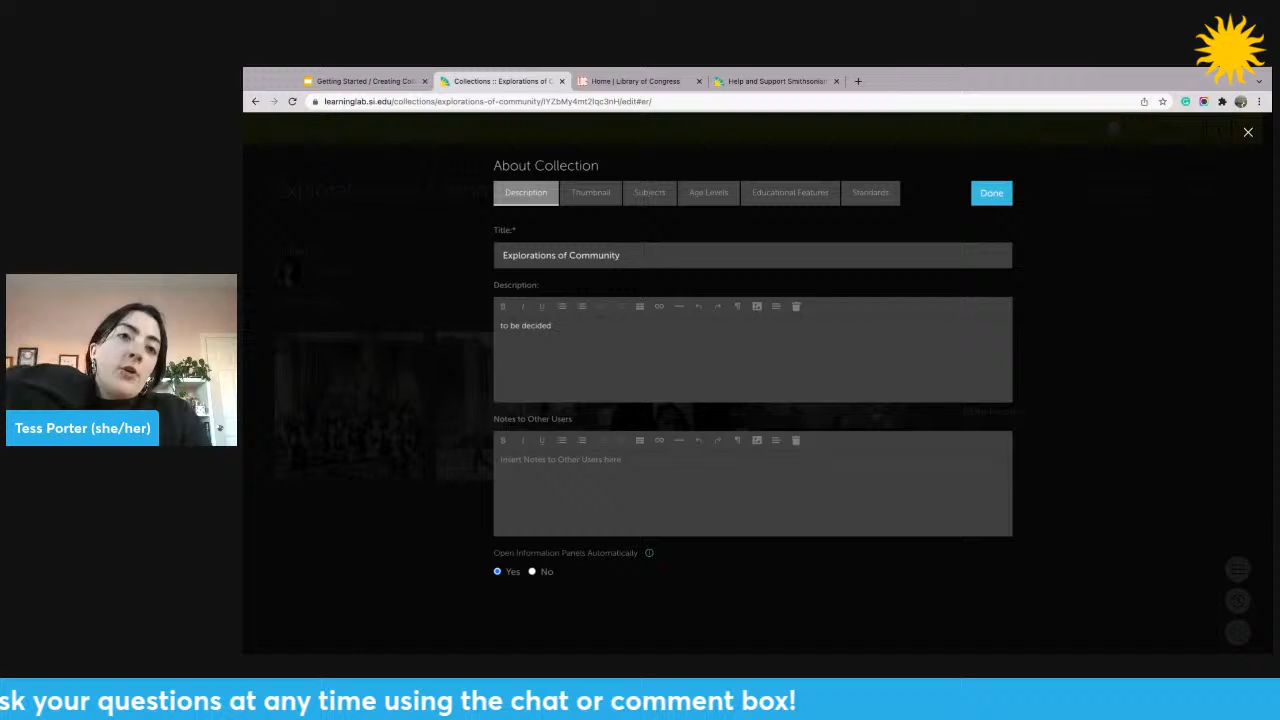 Getting Started / Creating Coll
Collections :: Explorations of C
Home | Library of Congress
Help and Support Smithsonian
learninglab.si.edu/collections/explorations-of-community/IYZbMy4mt2lqc3nH/edit#er/
About Collection
Description
Thumbnail
Subjects
Age Levels
Educational Features
Standards
Done
Title:*
Explorations of Community
Description:
to be decided
Notes to Other Users
Insert Notes to Other Users here
Open Information Panels Automatically
Yes
No
Tess Porter (she/her)
sk your questions at any time using the chat or comment box!